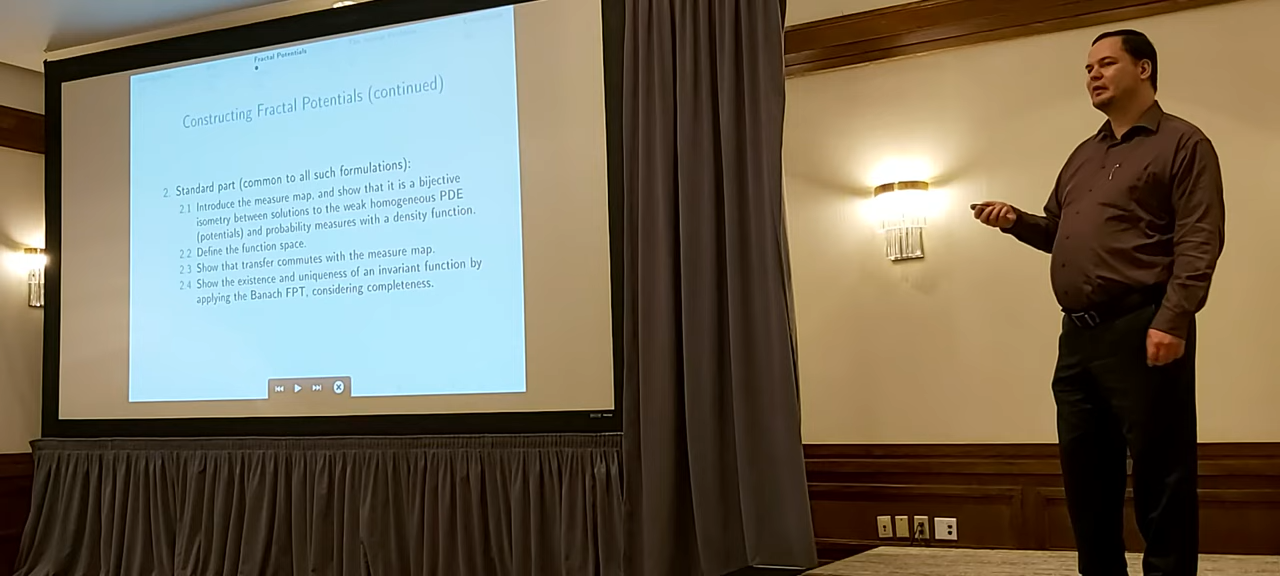 Fractal Potentials
Constructing Fractal Potentials (continued)
2. Standard part (common to all such formulations):
2.1 Introduce the measure map, and show that it is a bijective
isometry between solutions to the weak homogeneous PDE
(potentials) and probability measures with a density function.
2.2 Define the function space.
2.3 Show that transfer commutes with the measure map.
2.4 Show the existence and uniqueness of an invariant function by
applying the Banach FPT, considering completeness.